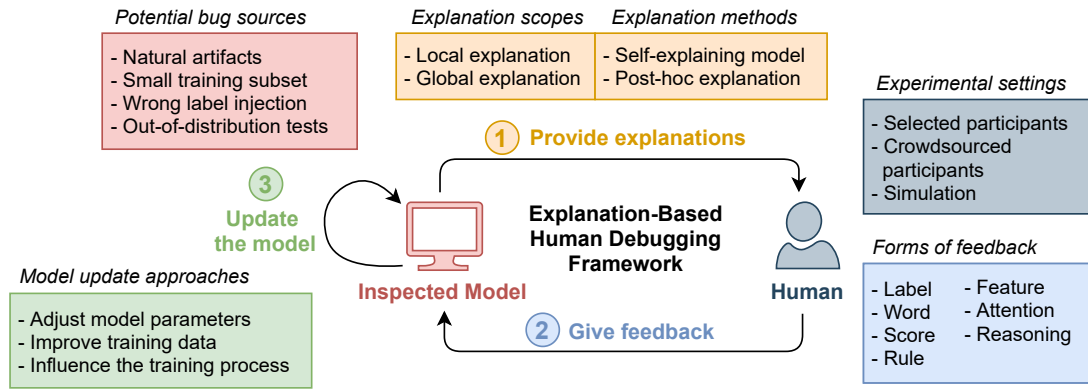 Potential bug sources
- Natural artifacts
- Small training subset
- Wrong label injection
- Out-of-distribution tests
Explanation scopes
- Local explanation
- Global explanation
Explanation methods
- Self-explaining model
- Post-hoc explanation
Experimental settings
- Selected participants
- Crowdsourced
participants
- Simulation
1 Provide explanations
3
Update
the model
Explanation-Based
Human Debugging
Framework
Inspected Model
Human
2 Give feedback
Model update approaches
- Adjust model parameters
- Improve training data
- Influence the training process
Forms of feedback
- Label
- Word
- Score
- Rule
- Feature
- Attention
- Reasoning